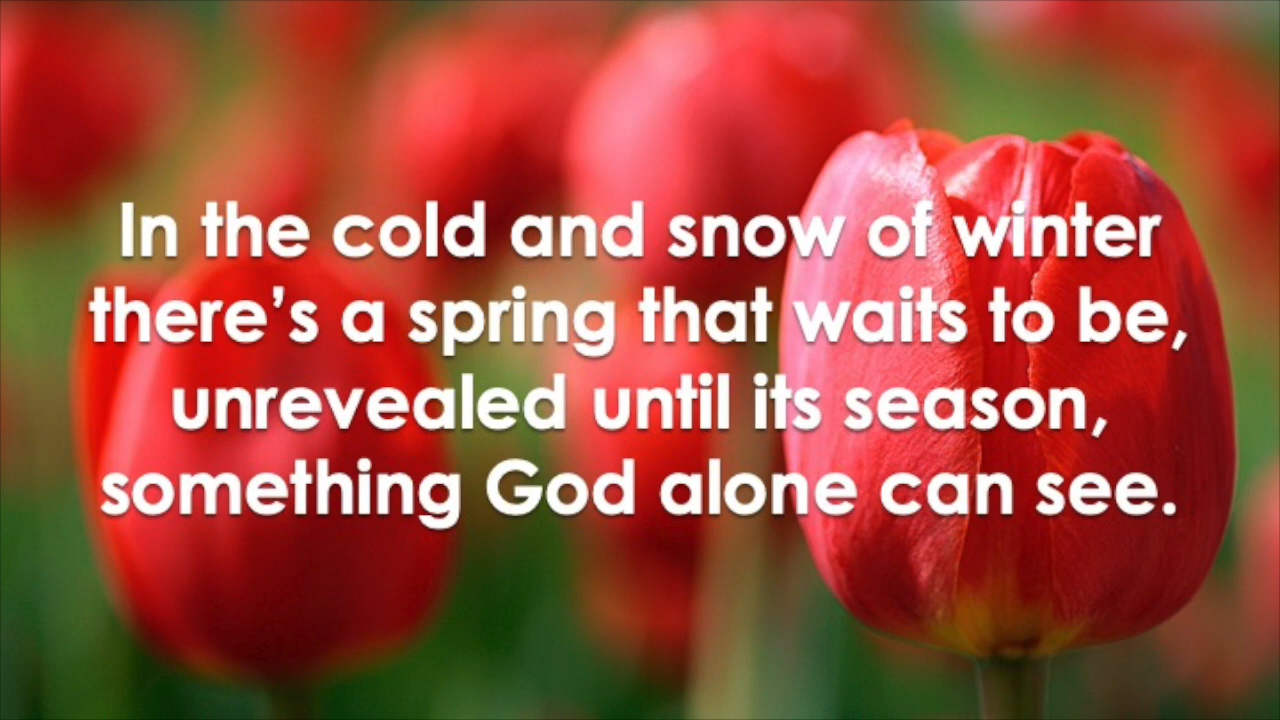 In the cold and snow of winter
there’s a spring that waits to be,
unrevealed until its season,
something God alone can see.